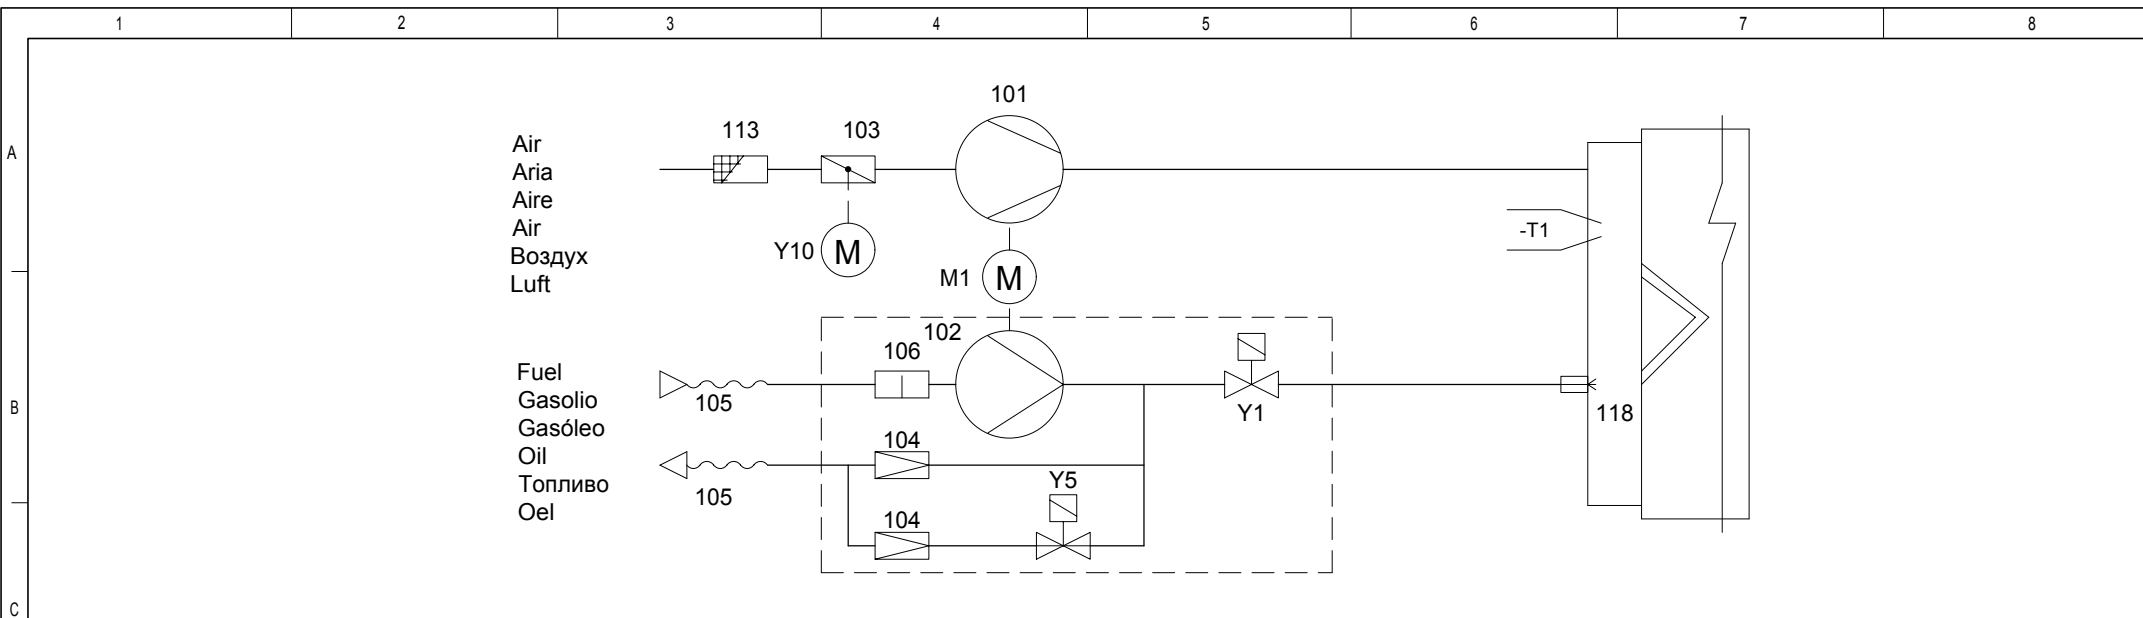 1 2 3 4 5 6 7 8
A
B
C
101
113 103
Air
Aria
Aire
Air
Воздух
Luft
Y10 M
M1 M
-T1
102
106
Fuel
Gasolio
Gasóleo
Oil
Топливо
Oel
105
105
104
104
Y5
Y1
118